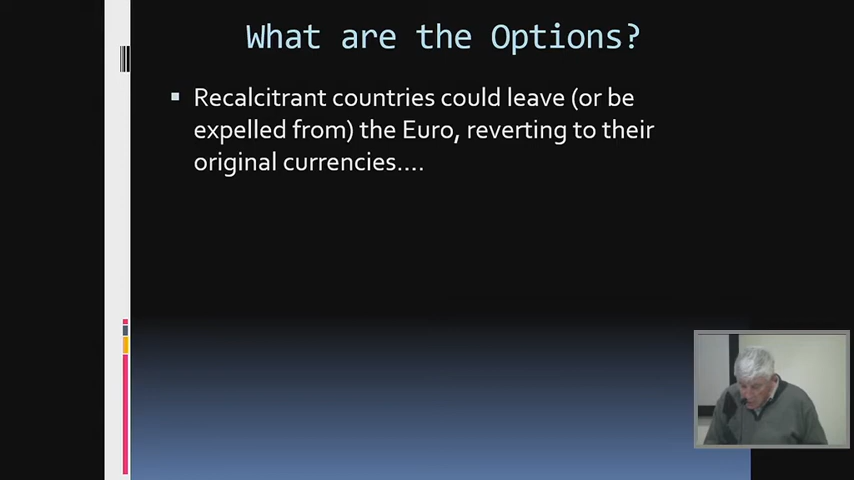 What are the Options?
Recalcitrant countries could leave (or be
expelled from) the Euro, reverting to their
original currencies....